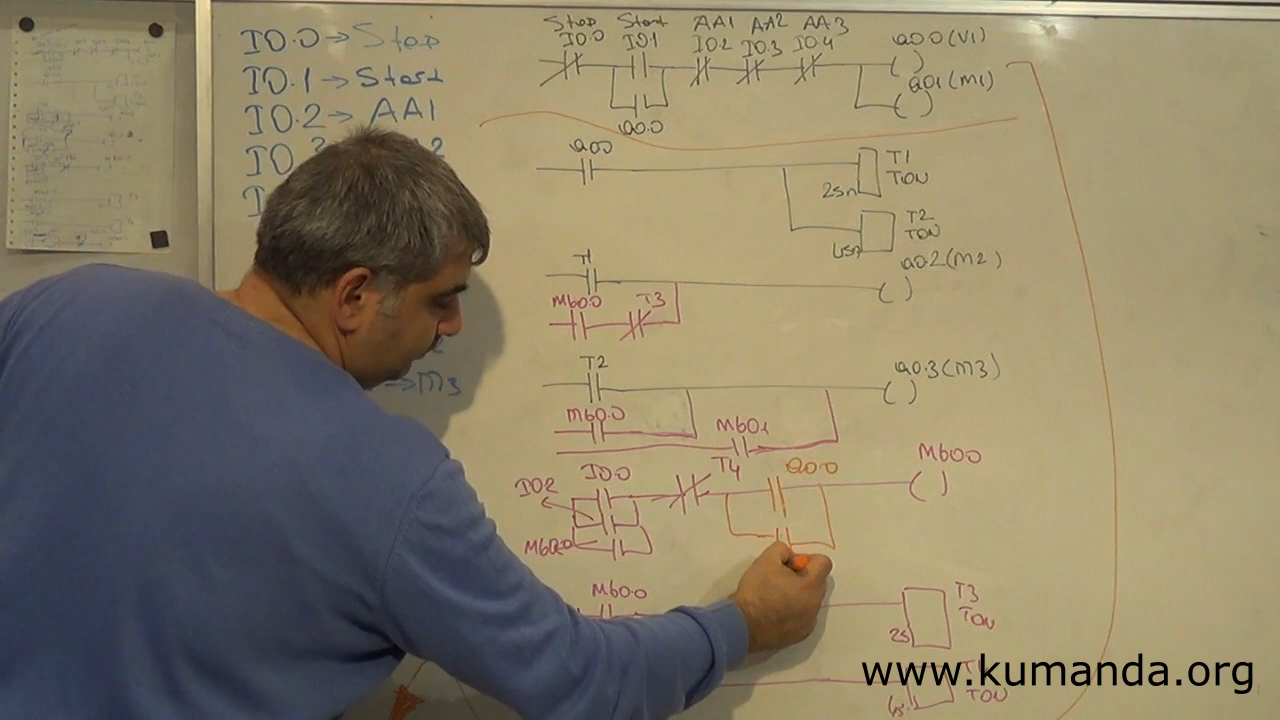 I0.0→Stop
I0.1→Start
I0.2→AA1
→M3
Stop Start AA1 AA2 AA3
I0.0 I0.1 I0.2 I0.3 I0.4
Q0.0(V1)
Q0.1(M1)
Q0.0
Q0.0
T1
TON
2sn
T2
TON
4sn
T1
Q0.2(M2)
M60.0 T3
T2
Q0.3(M3)
M60.0
M60.1
I0.0
T4
Q0.0
M60.0
I02
M60.0
M60.0
T3
TON
2s
TON
www.kumanda.org